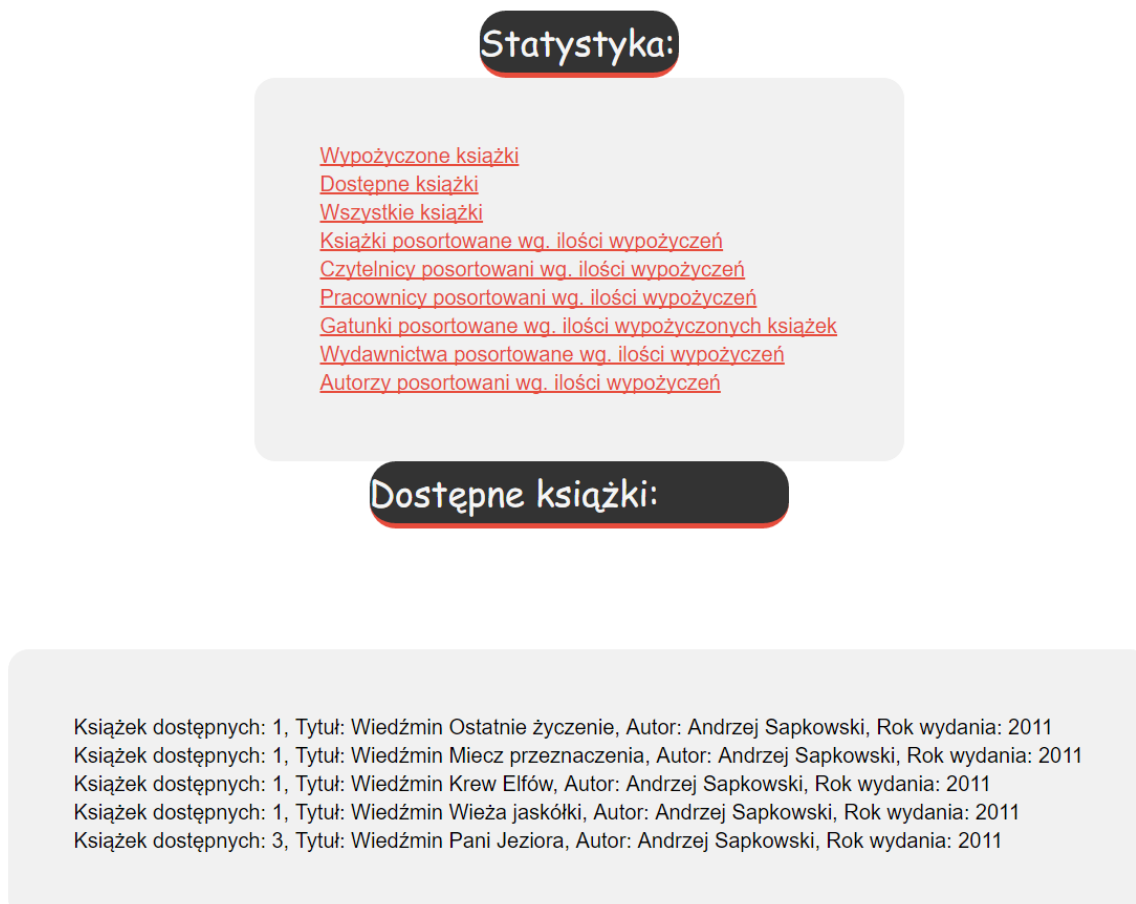 Statystyka:
Wypożyczone książki
Dostępne książki
Wszystkie książki
Książki posortowane wg. ilości wypożyczeń
Czytelnicy posortowani wg. ilości wypożyczeń
Pracownicy posortowani wg. ilości wypożyczeń
Gatunki posortowane wg. ilości wypożyczonych książek
Wydawnictwa posortowane wg. ilości wypożyczeń
Autorzy posortowani wg. ilości wypożyczeń
Dostępne książki:
Książek dostępnych: 1, Tytuł: Wiedźmin Ostatnie życzenie, Autor: Andrzej Sapkowski, Rok wydania: 2011
Książek dostępnych: 1, Tytuł: Wiedźmin Miecz przeznaczenia, Autor: Andrzej Sapkowski, Rok wydania: 2011
Książek dostępnych: 1, Tytuł: Wiedźmin Krew Elfów, Autor: Andrzej Sapkowski, Rok wydania: 2011
Książek dostępnych: 1, Tytuł: Wiedźmin Wieża jaskółki, Autor: Andrzej Sapkowski, Rok wydania: 2011
Książek dostępnych: 3, Tytuł: Wiedźmin Pani Jeziora, Autor: Andrzej Sapkowski, Rok wydania: 2011